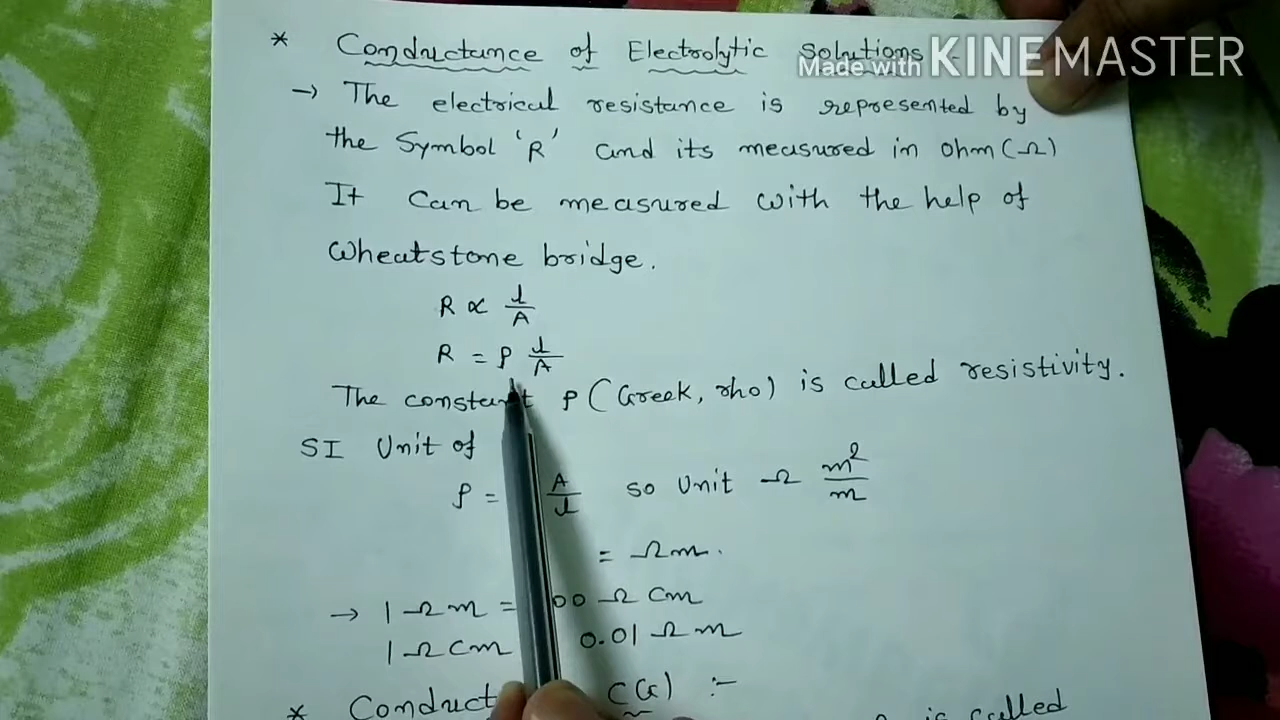 * Conductance of Electrolytic Solutions :-
Made with KINEMASTER
→ The electrical resistance is represented by
the Symbol 'R' and its measured in ohm (Ω)
It Can be measured with the help of
Wheatstone bridge.
R ∝ l/A
R = ρ l/A
The constant ρ (Greek, rho) is called resistivity.
SI Unit of
ρ = A/l so Unit Ω m²/m
= Ωm.
→ 1 Ωm = 00 Ω Cm
1 Ω Cm 0.01 Ω m
* Conduct C(G) :-
is called